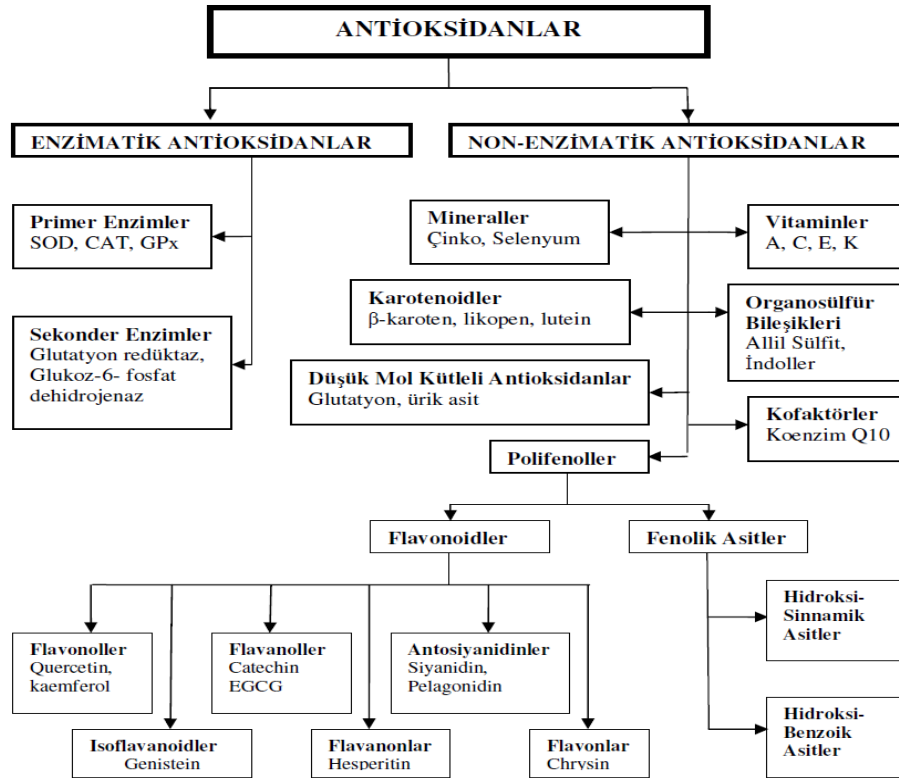 ANTİOKSİDANLAR
ENZİMATİK ANTİOKSİDANLAR
NON-ENZİMATİK ANTİOKSİDANLAR
Primer Enzimler
SOD, CAT, GPx
Mineraller
Çinko, Selenyum
Vitaminler
A, C, E, K
Karotenoidler
β-karoten, likopen, lutein
Organosülfür
Bileşikleri
Allil Sülfit,
İndoller
Sekonder Enzimler
Glutatyon redüktaz,
Glukoz-6- fosfat
dehidrojenaz
Düşük Mol Kütleli Antioksidanlar
Glutatyon, ürik asit
Kofaktörler
Koenzim Q10
Polifenoller
Flavonoidler
Fenolik Asitler
Hidroksi-
Sinnamik
Asitler
Flavonoller
Quercetin,
kaemferol
Flavanoller
Catechin
EGCG
Antosiyanidinler
Siyanidin,
Pelagonidin
Hidroksi-
Benzoik
Asitler
Isoflavanoidler
Genistein
Flavanonlar
Hesperitin
Flavonlar
Chrysin